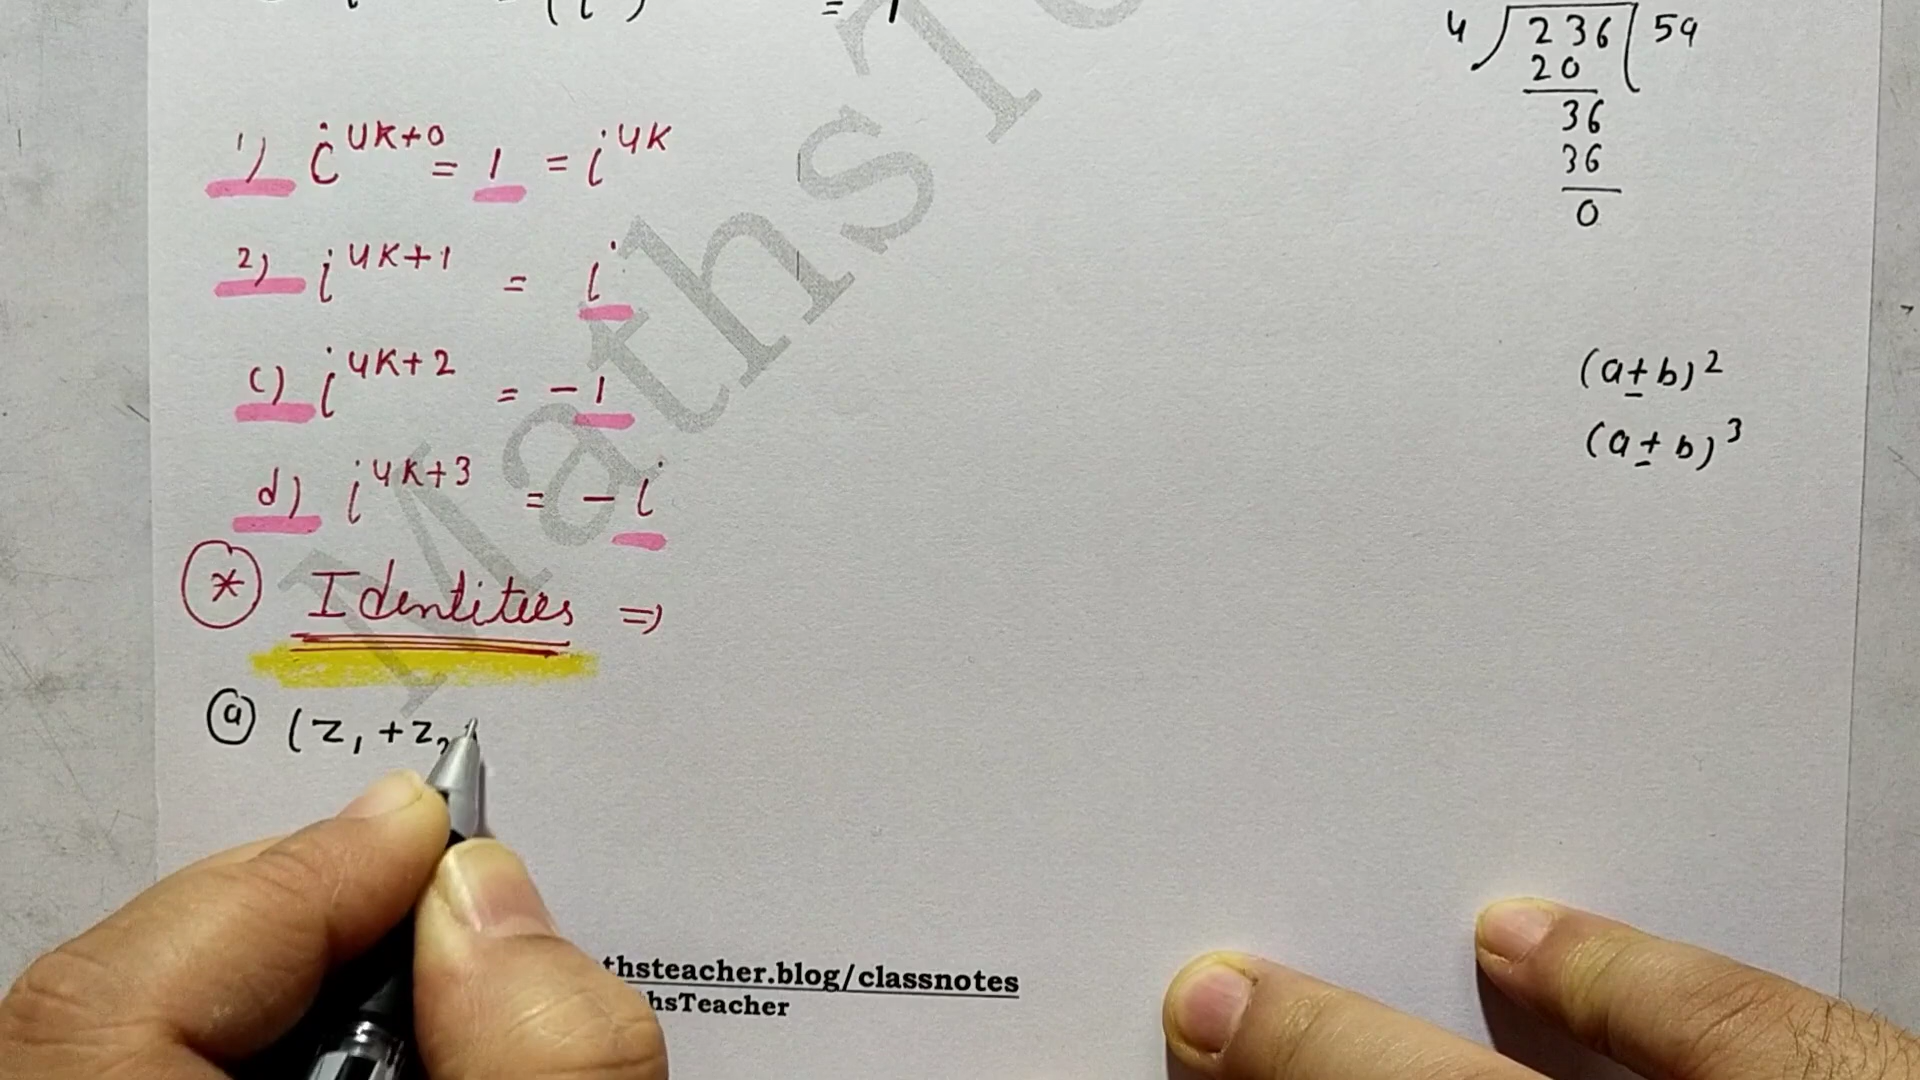 1) i^4K+0 = 1 = i^4K
2) i^4K+1 = i
c) i^4K+2 = -1
d) i^4K+3 = -i
* Identities ⇒
(a) (z₁ + z₂)
4 ) 236 ( 59
20
36
36
0
(a ± b)²
(a ± b)³
Maths
thsteacher.blog/classnotes
hsTeacher